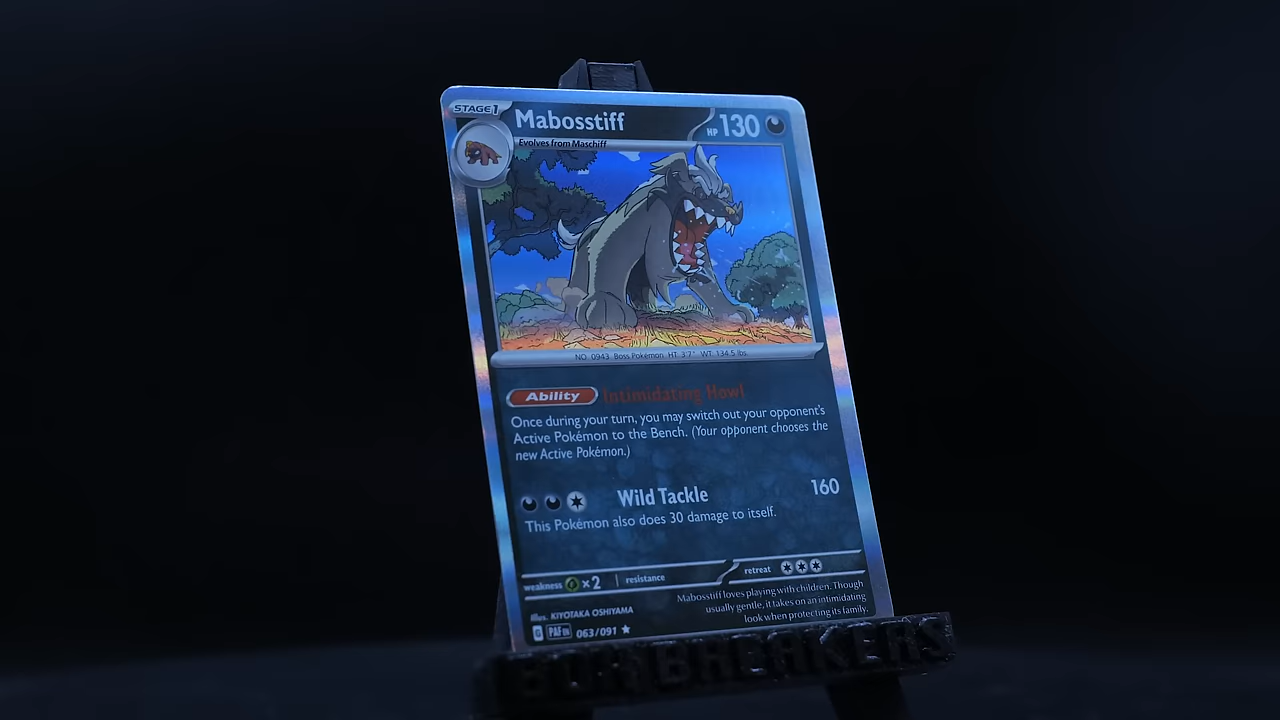 STAGE 1
Mabosstiff
HP 130
Evolves from Maschiff
NO. 0943 Boss Pokémon HT: 3'7" WT: 134.5 lbs.
Ability Intimidating Howl
Once during your turn, you may switch out your opponent's
Active Pokémon to the Bench. (Your opponent chooses the
new Active Pokémon.)
Wild Tackle 160
This Pokémon also does 30 damage to itself.
weakness ×2 resistance retreat
Mabosstiff loves playing with children. Though
usually gentle, it takes on an intimidating
look when protecting its family.
Illus. KIYOTAKA OSHIYAMA
G PAF EN 063/091